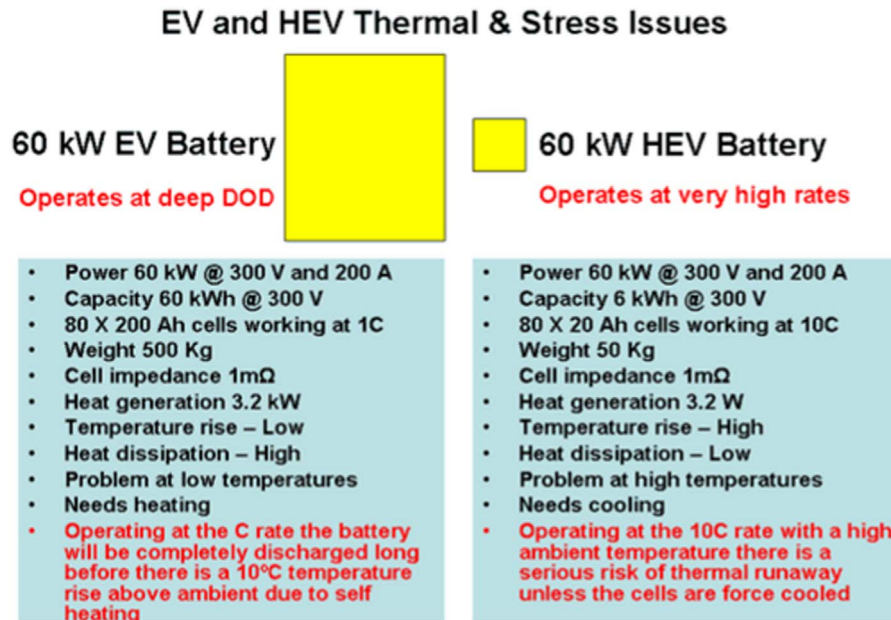 EV and HEV Thermal & Stress Issues
60 kW EV Battery
Operates at deep DOD
60 kW HEV Battery
Operates at very high rates
• Power 60 kW @ 300 V and 200 A
• Capacity 60 kWh @ 300 V
• 80 X 200 Ah cells working at 1C
• Weight 500 Kg
• Cell impedance 1mΩ
• Heat generation 3.2 kW
• Temperature rise – Low
• Heat dissipation – High
• Problem at low temperatures
• Needs heating
• Operating at the C rate the battery
will be completely discharged long
before there is a 10ºC temperature
rise above ambient due to self
heating
• Power 60 kW @ 300 V and 200 A
• Capacity 6 kWh @ 300 V
• 80 X 20 Ah cells working at 10C
• Weight 50 Kg
• Cell impedance 1mΩ
• Heat generation 3.2 W
• Temperature rise – High
• Heat dissipation – Low
• Problem at high temperatures
• Needs cooling
• Operating at the 10C rate with a high
ambient temperature there is a
serious risk of thermal runaway
unless the cells are force cooled